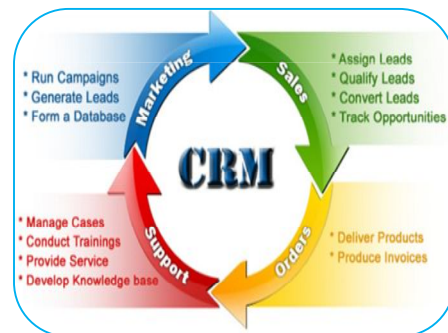 Marketing
* Run Campaigns
* Generate Leads
* Form a Database
Sales
* Assign Leads
* Qualify Leads
* Convert Leads
* Track Opportunities
CRM
Support
* Manage Cases
* Conduct Trainings
* Provide Service
* Develop Knowledge base
Orders
* Deliver Products
* Produce Invoices